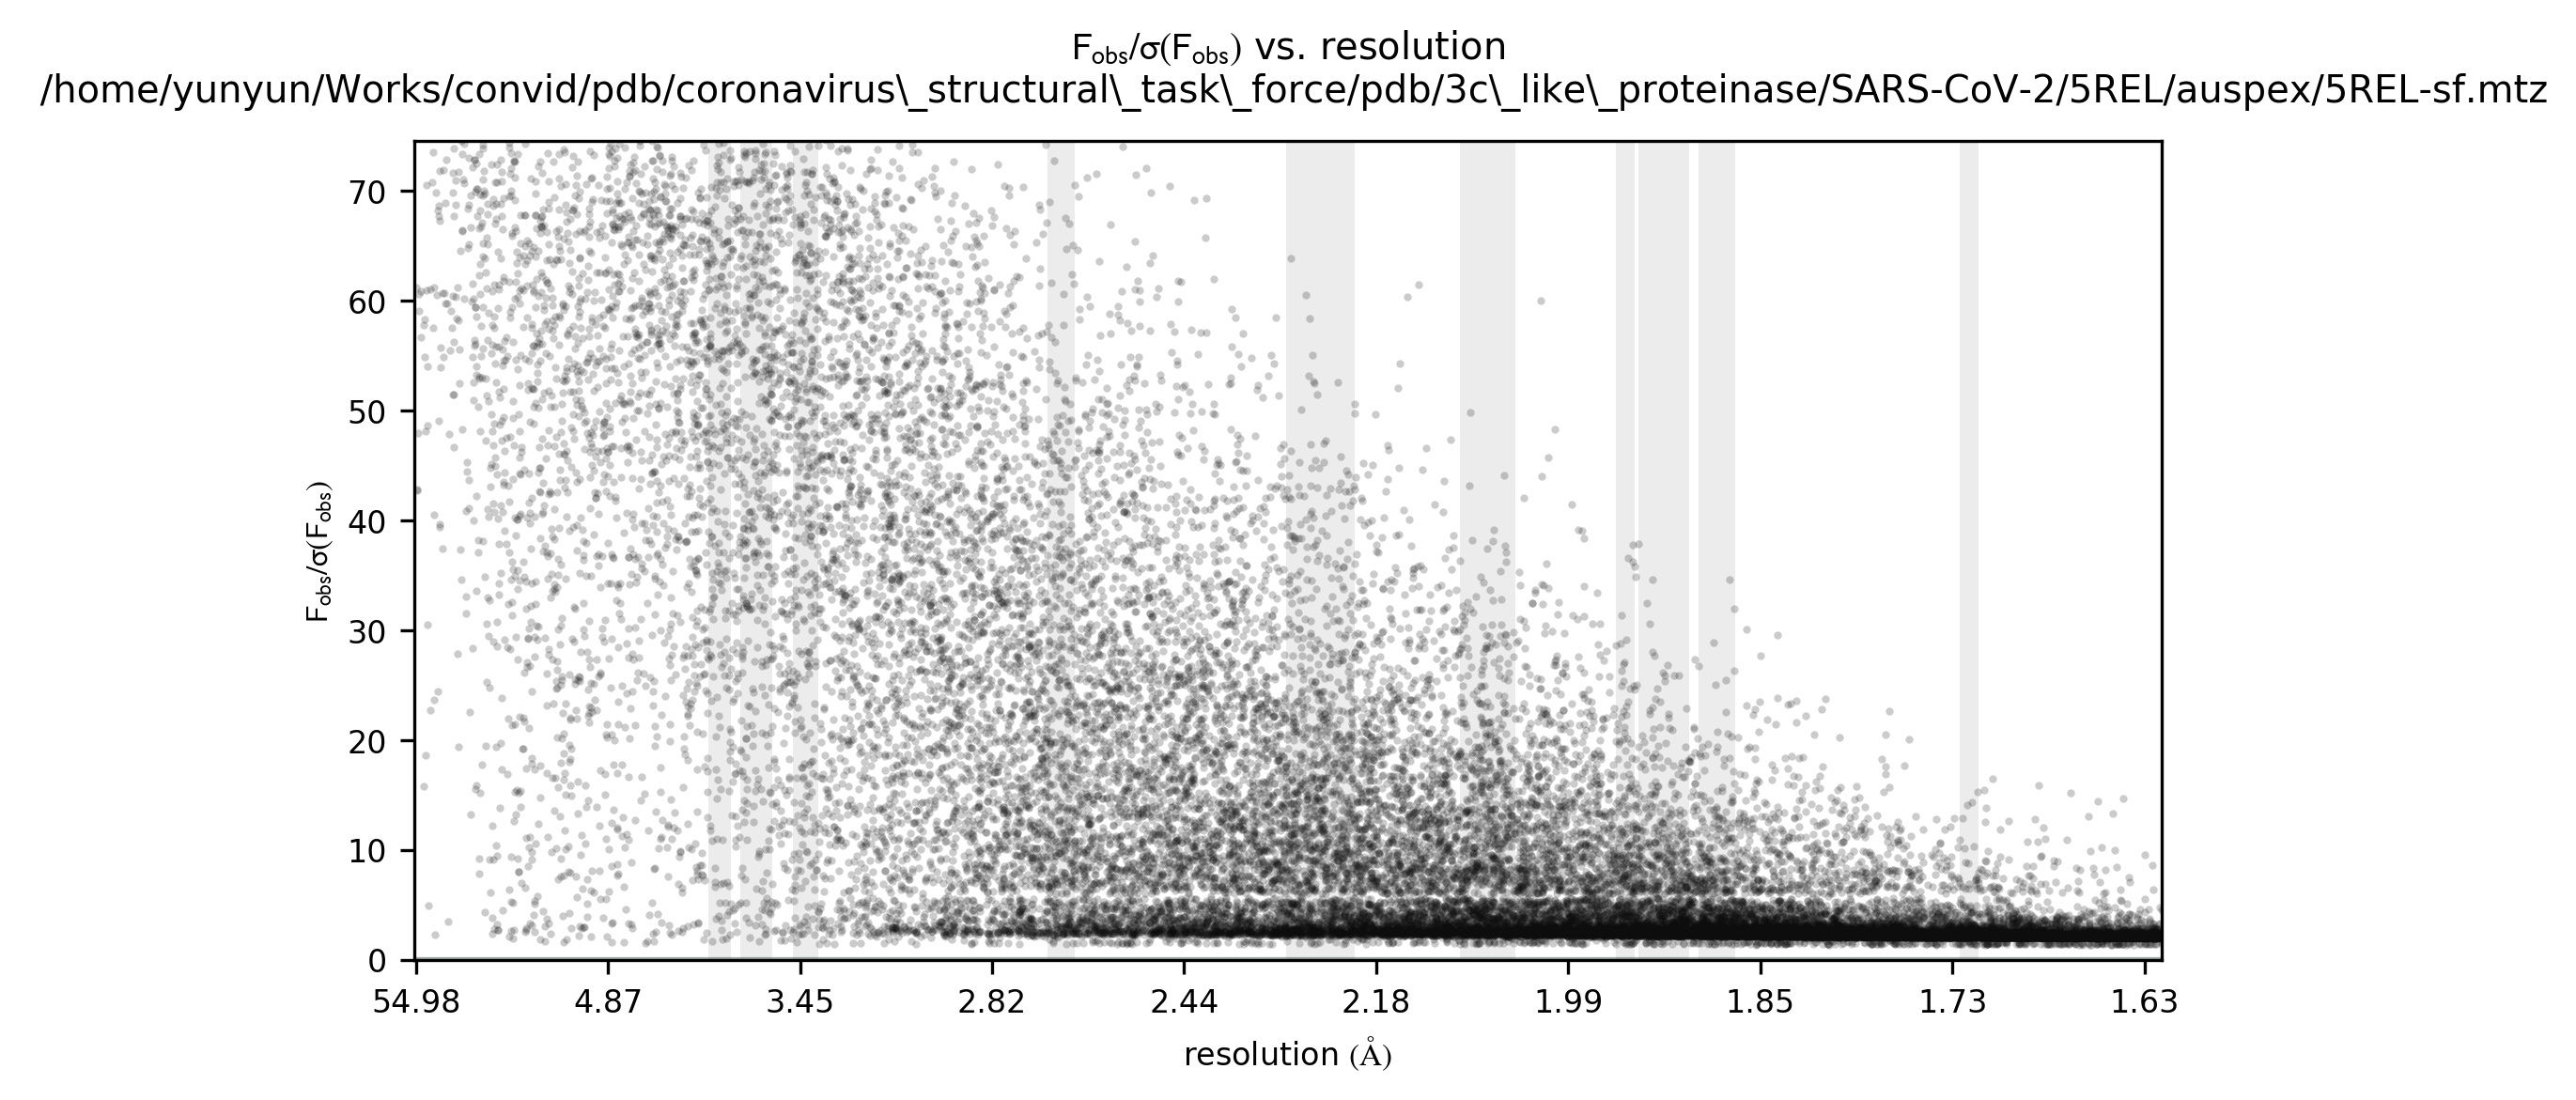 Fobs/σ(Fobs) vs. resolution
/home/yunyun/Works/convid/pdb/coronavirus\_structural\_task\_force/pdb/3c\_like\_proteinase/SARS-CoV-2/5REL/auspex/5REL-sf.mtz
Fobs/σ(Fobs)
70
60
50
40
30
20
10
0
54.98 4.87 3.45 2.82 2.44 2.18 1.99 1.85 1.73 1.63
resolution (Å)